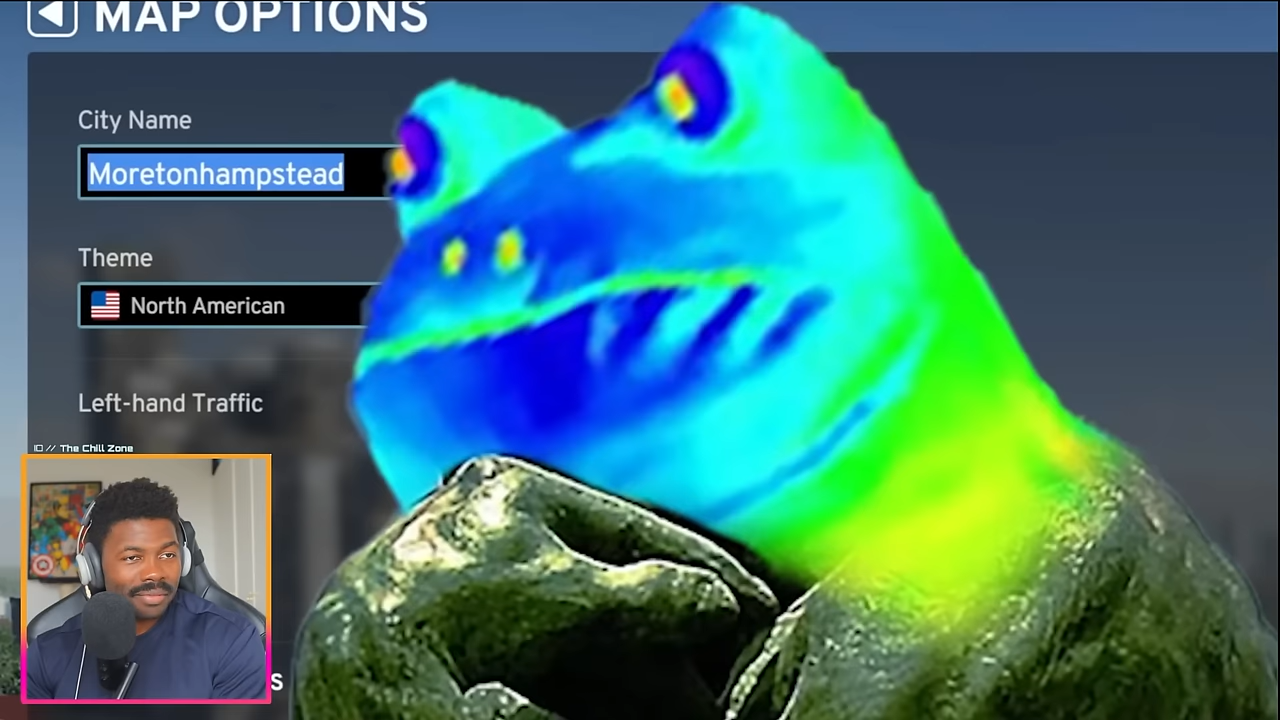 MAP OPTIONS
City Name
Moretonhampstead
Theme
North American
Left-hand Traffic
// The Chill Zone
s